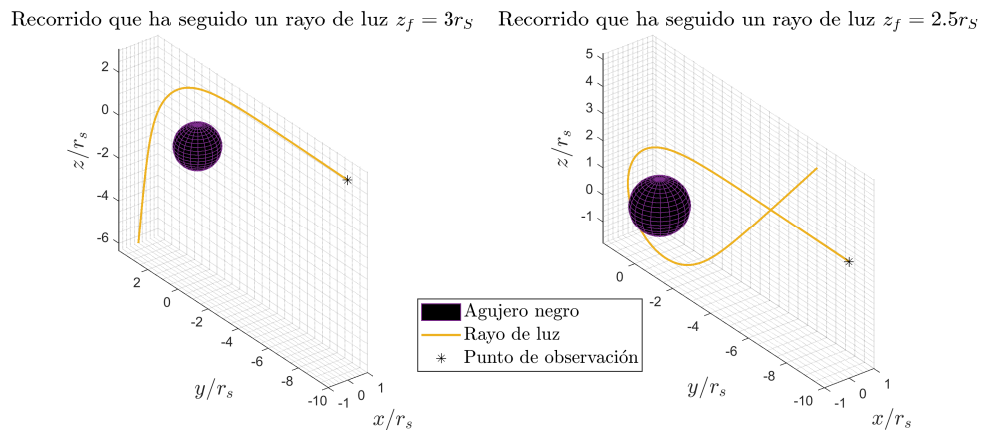 Recorrido que ha seguido un rayo de luz z_f = 3r_S
Recorrido que ha seguido un rayo de luz z_f = 2.5r_S
z/r_s
2
0
-2
-4
-6
2
0
-2
-4
-6
-8
-10
y/r_s
-1
0
1
x/r_s
z/r_s
5
4
3
2
1
0
-1
0
-2
-4
-6
-8
-10
y/r_s
-1
0
1
x/r_s
Agujero negro
Rayo de luz
Punto de observación